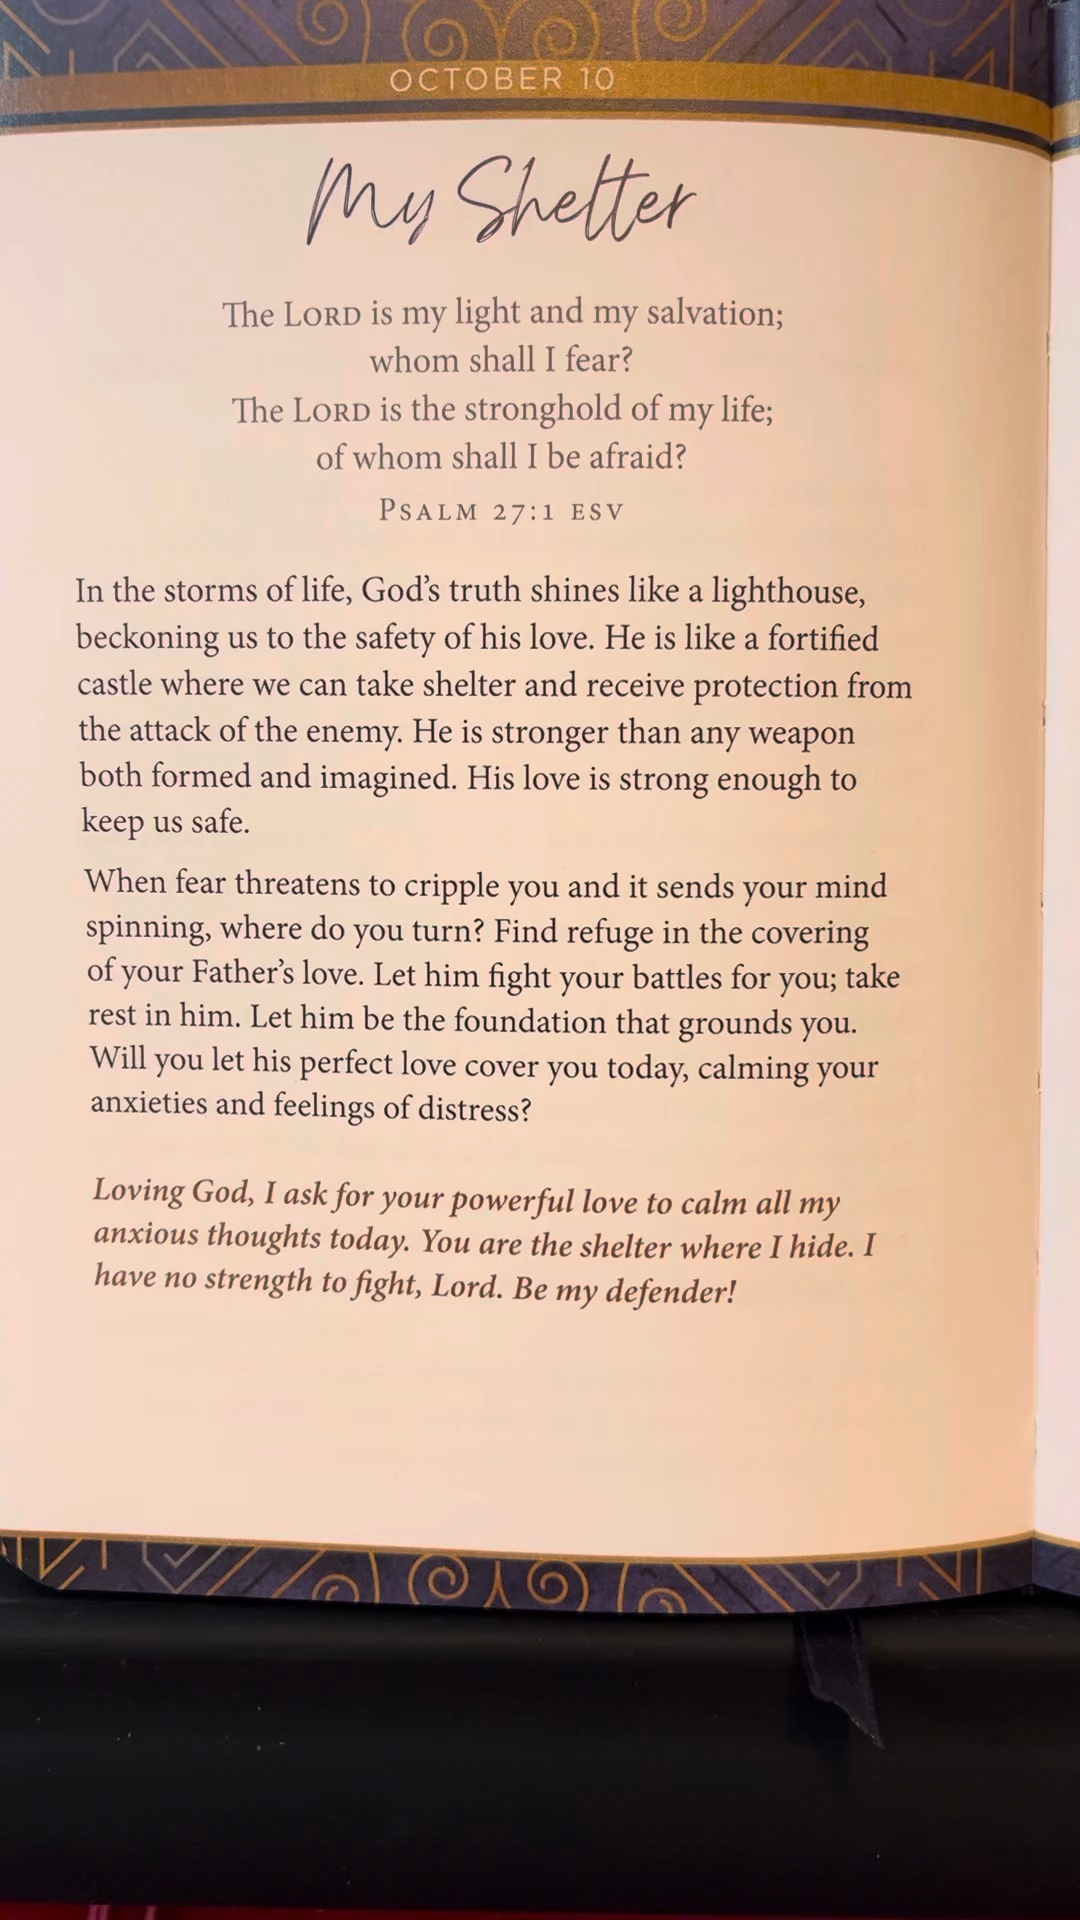 OCTOBER 10
My Shelter
The LORD is my light and my salvation;
whom shall I fear?
The LORD is the stronghold of my life;
of whom shall I be afraid?
PSALM 27:1 ESV
In the storms of life, God's truth shines like a lighthouse,
beckoning us to the safety of his love. He is like a fortified
castle where we can take shelter and receive protection from
the attack of the enemy. He is stronger than any weapon
both formed and imagined. His love is strong enough to
keep us safe.
When fear threatens to cripple you and it sends your mind
spinning, where do you turn? Find refuge in the covering
of your Father's love. Let him fight your battles for you; take
rest in him. Let him be the foundation that grounds you.
Will you let his perfect love cover you today, calming your
anxieties and feelings of distress?
Loving God, I ask for your powerful love to calm all my
anxious thoughts today. You are the shelter where I hide. I
have no strength to fight, Lord. Be my defender!